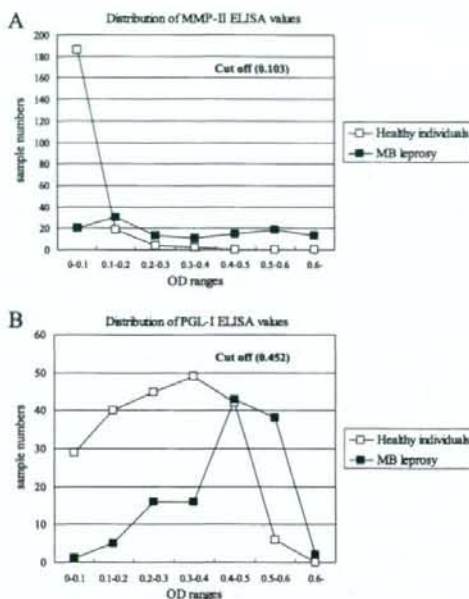 A
Distribution of MMP-II ELISA values
Cut off (0.103)
200
180
160
140
120
100
80
60
40
20
0
sample numbers
0-0.1 0.1-0.2 0.2-0.3 0.3-0.4 0.4-0.5 0.5-0.6 0.6-
OD ranges
Healthy individuals
MB leprosy
B
Distribution of PGL-I ELISA values
Cut off (0.452)
60
50
40
30
20
10
0
sample numbers
0-0.1 0.1-0.2 0.2-0.3 0.3-0.4 0.4-0.5 0.5-0.6 0.6-
OD ranges
Healthy individuals
MB leprosy